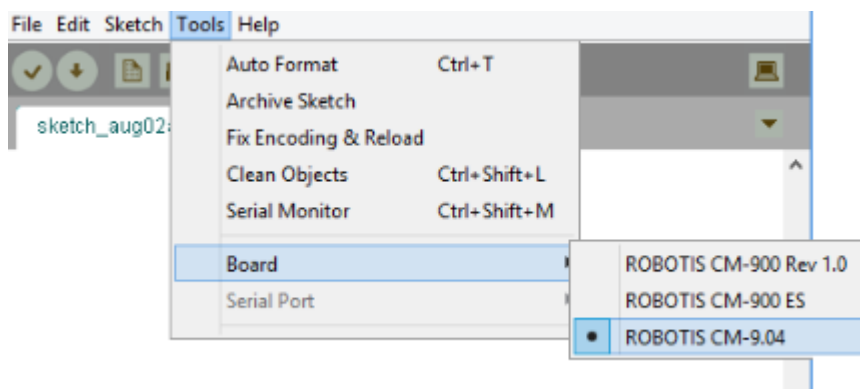 File Edit Sketch Tools Help
Auto Format Ctrl+T
sketch_aug02
Archive Sketch
Fix Encoding & Reload
Clean Objects Ctrl+Shift+L
Serial Monitor Ctrl+Shift+M
Board
ROBOTIS CM-900 Rev 1.0
Serial Port
ROBOTIS CM-900 ES
ROBOTIS CM-9.04